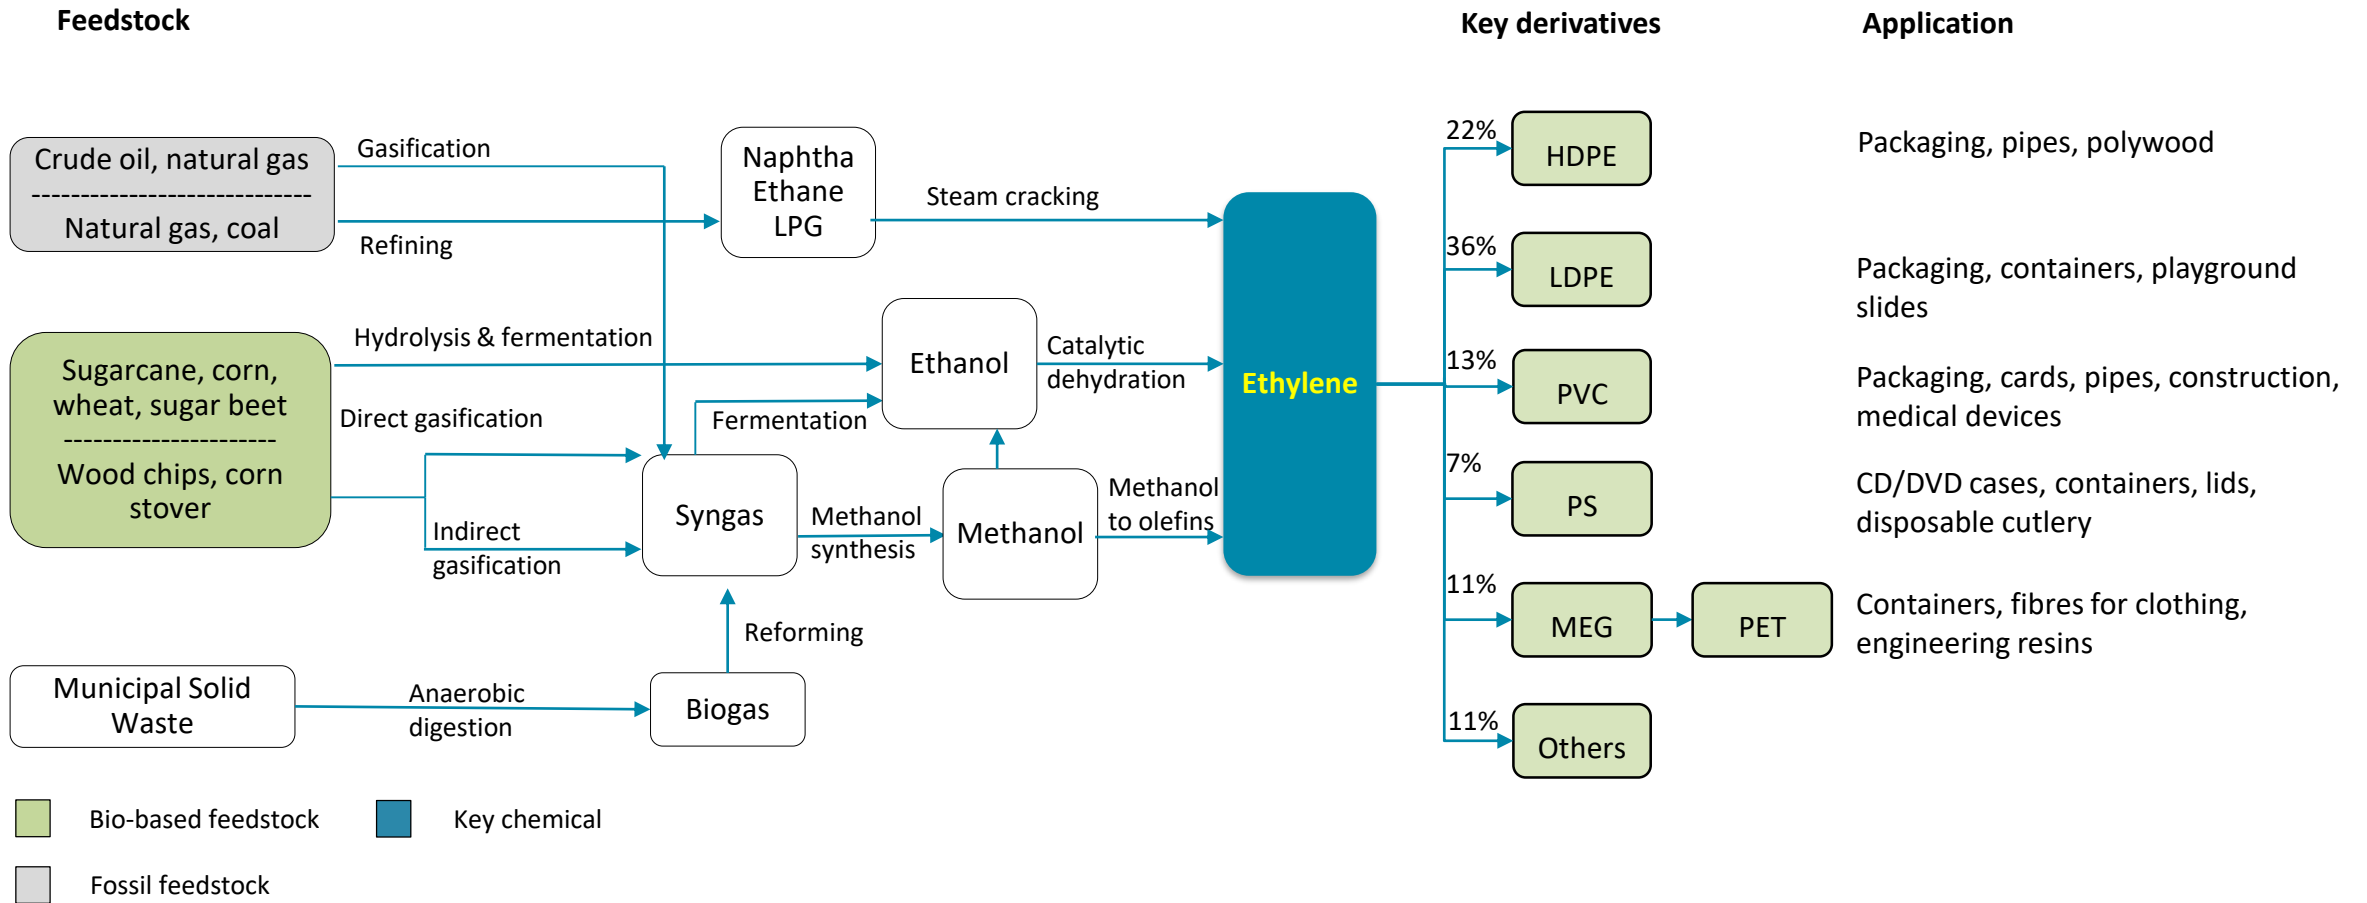 Feedstock
Key derivatives
Application
Crude oil, natural gas
-----------------------------
Natural gas, coal
Gasification
Refining
Naphtha
Ethane
LPG
Steam cracking
Sugarcane, corn,
wheat, sugar beet
----------------------
Wood chips, corn
stover
Hydrolysis & fermentation
Direct gasification
Indirect
gasification
Fermentation
Ethanol
Catalytic
dehydration
Syngas
Methanol
synthesis
Methanol
Methanol
to olefins
Reforming
Municipal Solid
Waste
Anaerobic
digestion
Biogas
Ethylene
22%
HDPE
Packaging, pipes, polywood
36%
LDPE
Packaging, containers, playground
slides
13%
PVC
Packaging, cards, pipes, construction,
medical devices
7%
PS
CD/DVD cases, containers, lids,
disposable cutlery
11%
MEG
PET
Containers, fibres for clothing,
engineering resins
11%
Others
Bio-based feedstock
Key chemical
Fossil feedstock